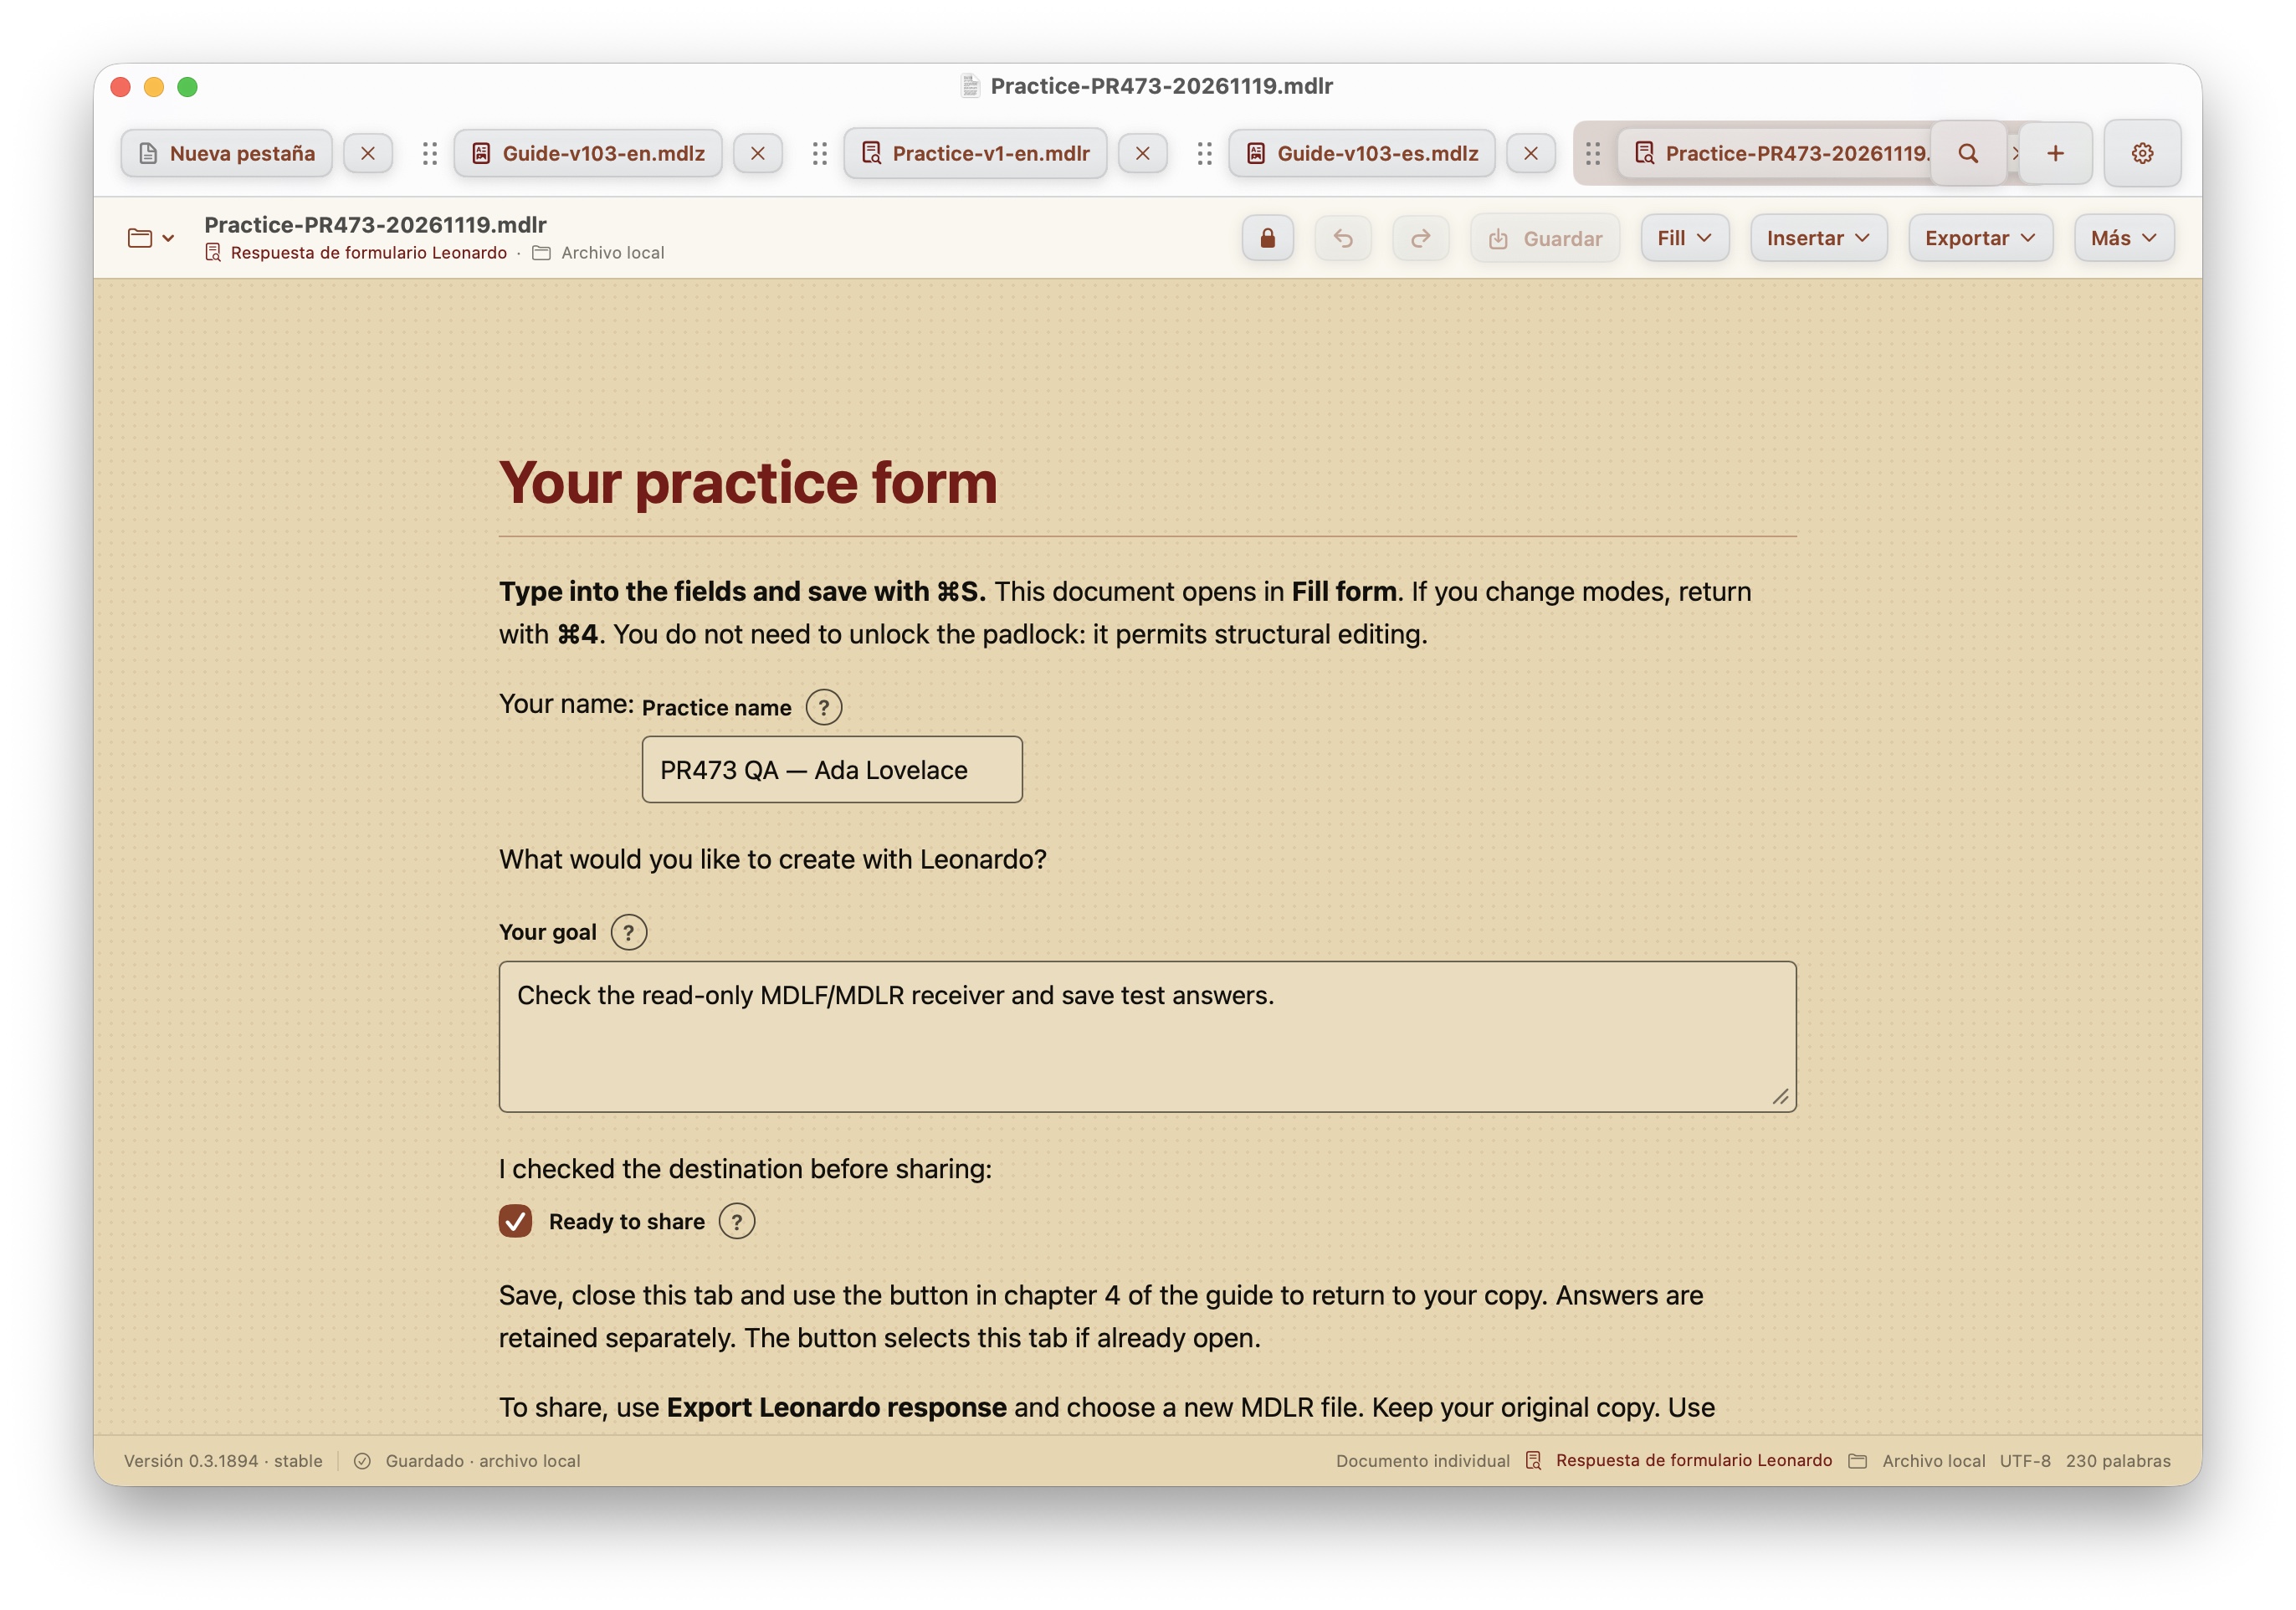 Practice-PR473-20261119.mdlr
Nueva pestaña
Guide-v103-en.mdlz
Practice-v1-en.mdlr
Guide-v103-es.mdlz
Practice-PR473-20261119.
Practice-PR473-20261119.mdlr
Respuesta de formulario Leonardo · Archivo local
Guardar
Fill
Insertar
Exportar
Más
Your practice form
Type into the fields and save with ⌘S. This document opens in Fill form. If you change modes, return
with ⌘4. You do not need to unlock the padlock: it permits structural editing.
Your name: Practice name ?
PR473 QA — Ada Lovelace
What would you like to create with Leonardo?
Your goal ?
Check the read-only MDLF/MDLR receiver and save test answers.
I checked the destination before sharing:
Ready to share ?
Save, close this tab and use the button in chapter 4 of the guide to return to your copy. Answers are
retained separately. The button selects this tab if already open.
To share, use Export Leonardo response and choose a new MDLR file. Keep your original copy. Use
Versión 0.3.1894 · stable
Guardado · archivo local
Documento individual
Respuesta de formulario Leonardo
Archivo local
UTF-8
230 palabras